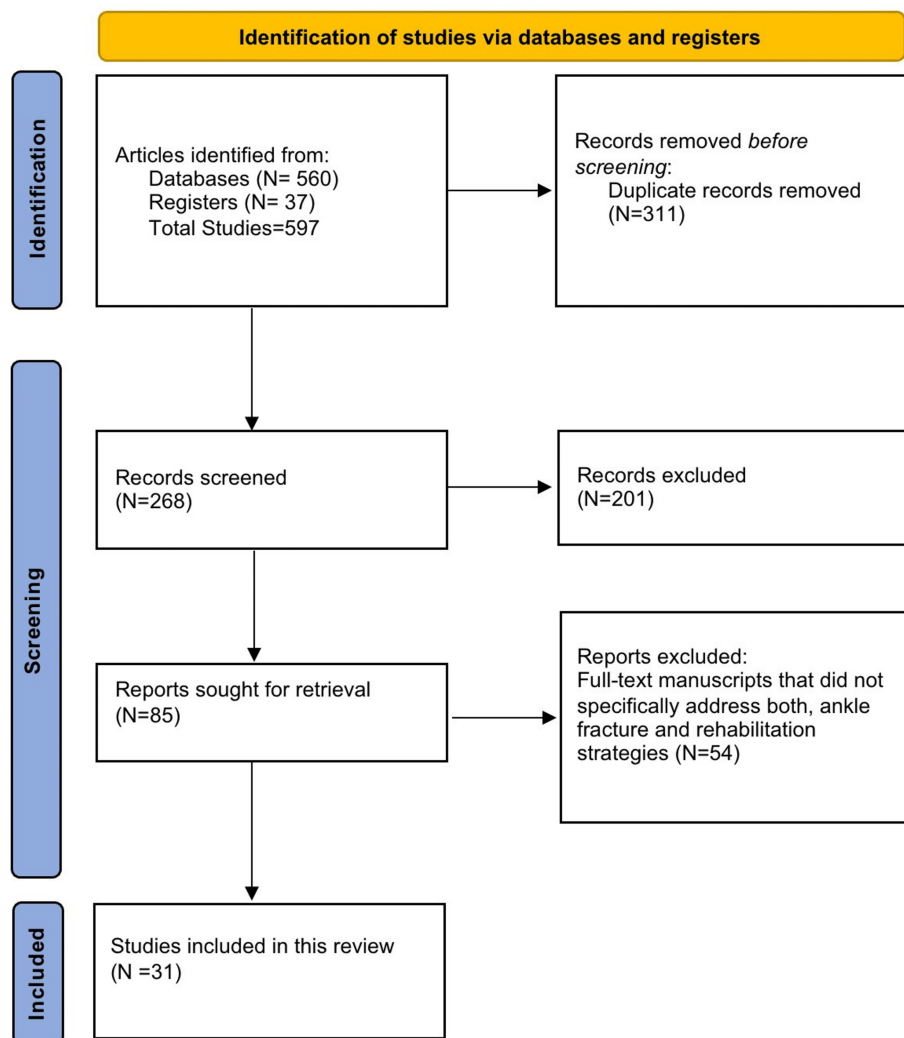 Identification of studies via databases and registers
Identification
Articles identified from:
Databases (N= 560)
Registers (N= 37)
Total Studies=597
Records removed before
screening:
Duplicate records removed
(N=311)
Screening
Records screened
(N=268)
Records excluded
(N=201)
Reports sought for retrieval
(N=85)
Reports excluded:
Full-text manuscripts that did not
specifically address both, ankle
fracture and rehabilitation
strategies (N=54)
Included
Studies included in this review
(N =31)